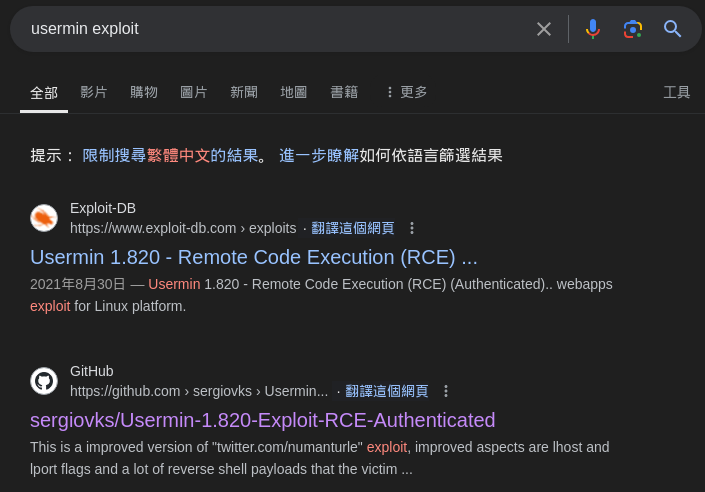 usermin exploit
全部 影片 購物 圖片 新聞 地圖 書籍 更多 工具
提示： 限制搜尋繁體中文的結果。 進一步瞭解如何依語言篩選結果
Exploit-DB
https://www.exploit-db.com › exploits · 翻譯這個網頁
Usermin 1.820 - Remote Code Execution (RCE) ...
2021年8月30日 — Usermin 1.820 - Remote Code Execution (RCE) (Authenticated).. webapps
exploit for Linux platform.
GitHub
https://github.com › sergiovks › Usermin... · 翻譯這個網頁
sergiovks/Usermin-1.820-Exploit-RCE-Authenticated
This is a improved version of "twitter.com/numanturle" exploit, improved aspects are lhost and
lport flags and a lot of reverse shell payloads that the victim ...